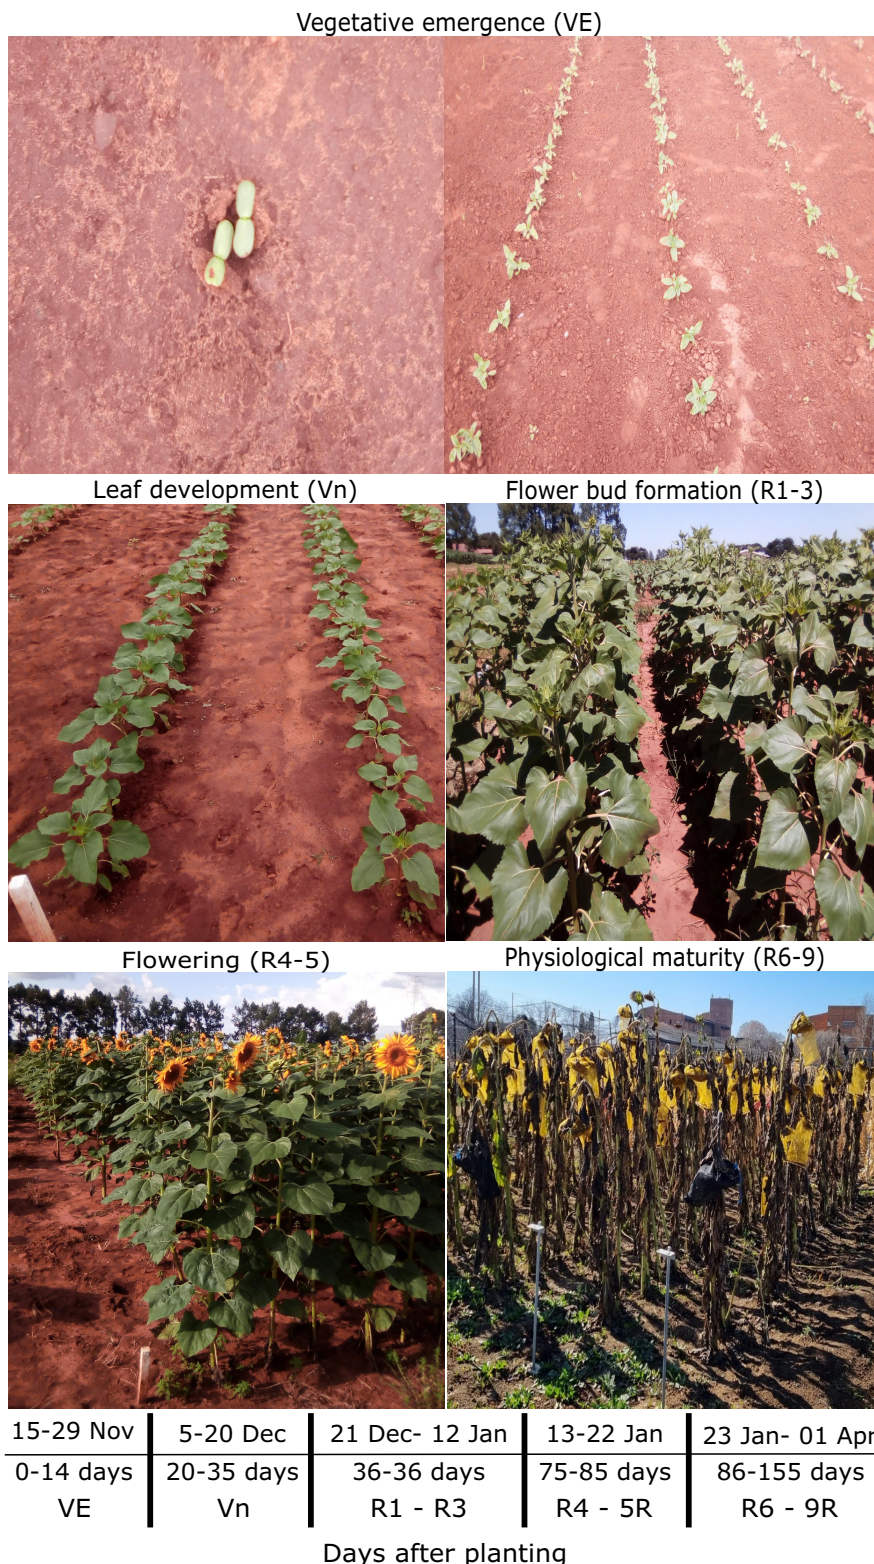 Vegetative emergence (VE)
Leaf development (Vn)
Flower bud formation (R1-3)
Flowering (R4-5)
Physiological maturity (R6-9)
15-29 Nov
5-20 Dec
21 Dec- 12 Jan
13-22 Jan
23 Jan- 01 Apr
0-14 days
20-35 days
36-36 days
75-85 days
86-155 days
VE
Vn
R1 - R3
R4 - 5R
R6 - 9R
Days after planting